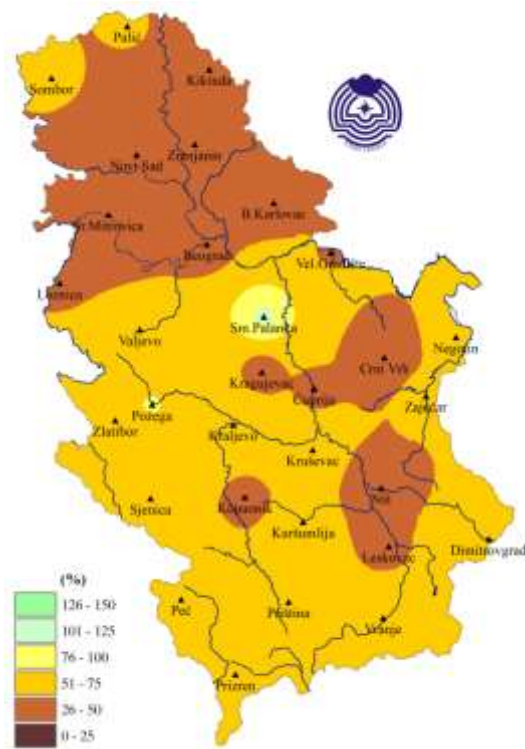 Palić
Sombor
Kikinda
Zrenjanin
Novi Sad
B.Karlovac
Sr.Mitrovica
Beograd
Vel.Gradište
Loznica
Valjevo
Sm.Palanka
Negotin
Crni Vrh
Kragujevac
Ćuprija
Zaječar
Požega
Zlatibor
Kraljevo
Kruševac
Niš
Sjenica
Kopaonik
Kuršumlija
Dimitrovgrad
Leskovac
(%)
126 - 150
101 - 125
76 - 100
51 - 75
26 - 50
0 - 25
Peć
Priština
Vranje
Prizren